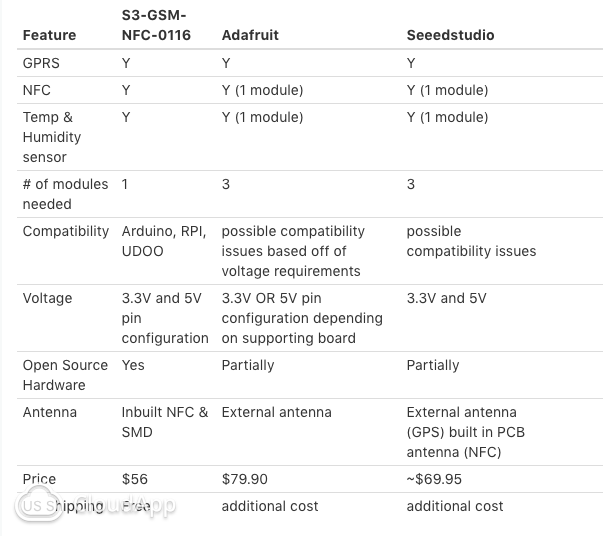 Feature S3-GSM-NFC-0116 Adafruit Seeedstudio
GPRS Y Y Y
NFC Y Y (1 module) Y (1 module)
Temp & Humidity sensor Y Y (1 module) Y (1 module)
# of modules needed 1 3 3
Compatibility Arduino, RPI, UDOO possible compatibility issues based off of voltage requirements possible compatibility issues
Voltage 3.3V and 5V pin configuration 3.3V OR 5V pin configuration depending on supporting board 3.3V and 5V
Open Source Hardware Yes Partially Partially
Antenna Inbuilt NFC & SMD External antenna External antenna (GPS) built in PCB antenna (NFC)
Price $56 $79.90 ~$69.95
US Shipping Free additional cost additional cost
CloudApp